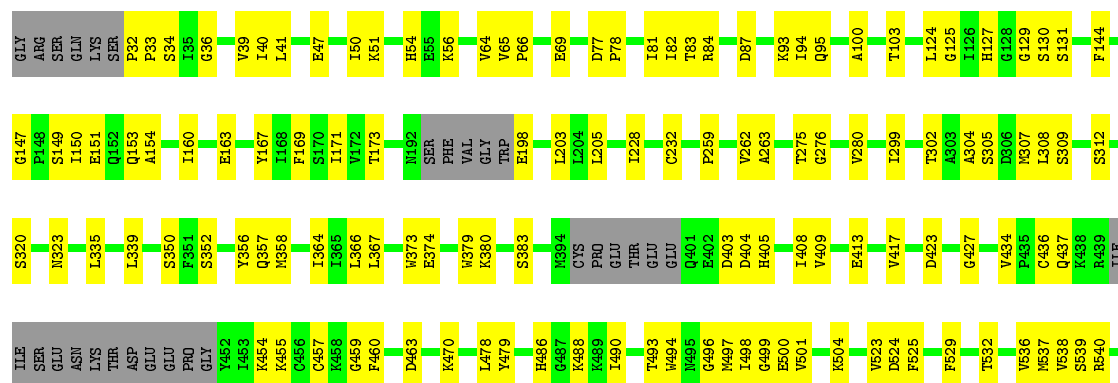 GLY ARG SER GLN LYS SER P32 P33 S34 I35 G36 V39 I40 L41 E47 I50 K51 H54 E55 K56 V64 V65 P66 E69 D77 P78 I81 I82 T83 R84 D87 K93 I94 Q95 A100 T103 L124 G125 I126 H127 G128 G129 S130 S131 F144
G147 P148 S149 I150 E151 Q152 Q153 A154 I160 E163 Y167 I168 F169 S170 I171 V172 T173 N192 SER PHE VAL GLY TRP E198 L203 L204 L205 I228 C232 P259 V262 A263 T275 G276 V280 I299 T302 A303 A304 S305 D306 M307 L308 S309 S312
S320 N323 L335 L339 S350 F351 S352 Y356 Q357 M358 I364 I365 L366 L367 W373 E374 W379 K380 S383 M394 CYS PRO GLU THR GLU GLU Q401 E402 D403 D404 H405 I408 V409 E413 V417 D423 G427 V434 P435 C436 Q437 K438 R439 ILE
ILE SER GLU ASN LYS THR ASP GLU GLU PRO GLY Y452 I453 K454 K455 C456 C457 K458 G459 F460 D463 K470 L478 Y479 H486 G487 K488 K489 I490 T493 W494 N495 G496 M497 I498 G499 E500 V501 K504 V523 D524 F525 F529 T532 V536 M537 V538 S539 R540